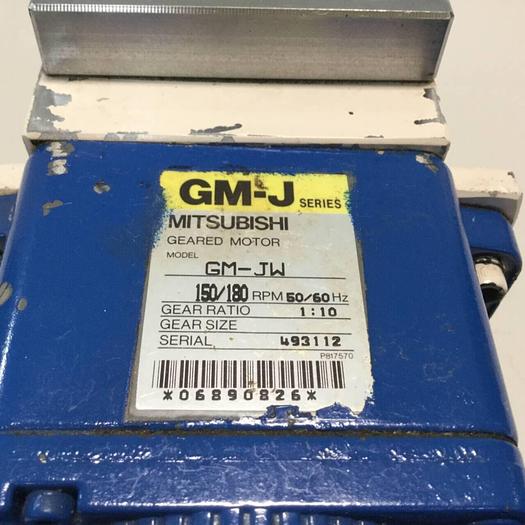 GM-J SERIES
MITSUBISHI
GEARED MOTOR
MODEL GM-JW
150/180 RPM 50/60 Hz
GEAR RATIO 1:10
GEAR SIZE
SERIAL 493112
P817570
*06890826*